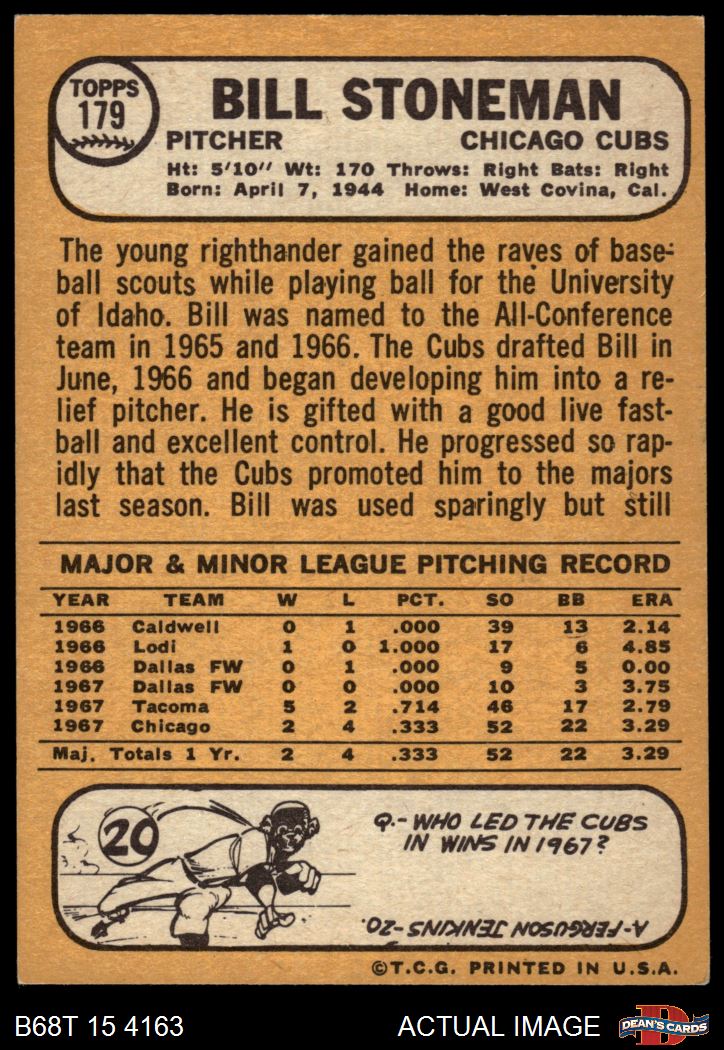 TOPPS
179
BILL STONEMAN
PITCHER CHICAGO CUBS
Ht: 5'10" Wt: 170 Throws: Right Bats: Right
Born: April 7, 1944 Home: West Covina, Cal.
The young righthander gained the raves of base-
ball scouts while playing ball for the University
of Idaho. Bill was named to the All-Conference
team in 1965 and 1966. The Cubs drafted Bill in
June, 1966 and began developing him into a re-
lief pitcher. He is gifted with a good live fast-
ball and excellent control. He progressed so rap-
idly that the Cubs promoted him to the majors
last season. Bill was used sparingly but still
MAJOR & MINOR LEAGUE PITCHING RECORD
YEAR TEAM W L PCT. SO BB ERA
1966 Caldwell 0 1 .000 39 13 2.14
1966 Lodi 1 0 1.000 17 6 4.85
1966 Dallas FW 0 1 .000 9 5 0.00
1967 Dallas FW 0 0 .000 10 3 3.75
1967 Tacoma 5 2 .714 46 17 2.79
1967 Chicago 2 4 .333 52 22 3.29
Maj. Totals 1 Yr. 2 4 .333 52 22 3.29
20
Q.-WHO LED THE CUBS
IN WINS IN 1967?
A-FERGUSON JENKINS-20.
©T.C.G. PRINTED IN U.S.A.
B68T 15 4163 ACTUAL IMAGE
D
DEAN'S CARDS